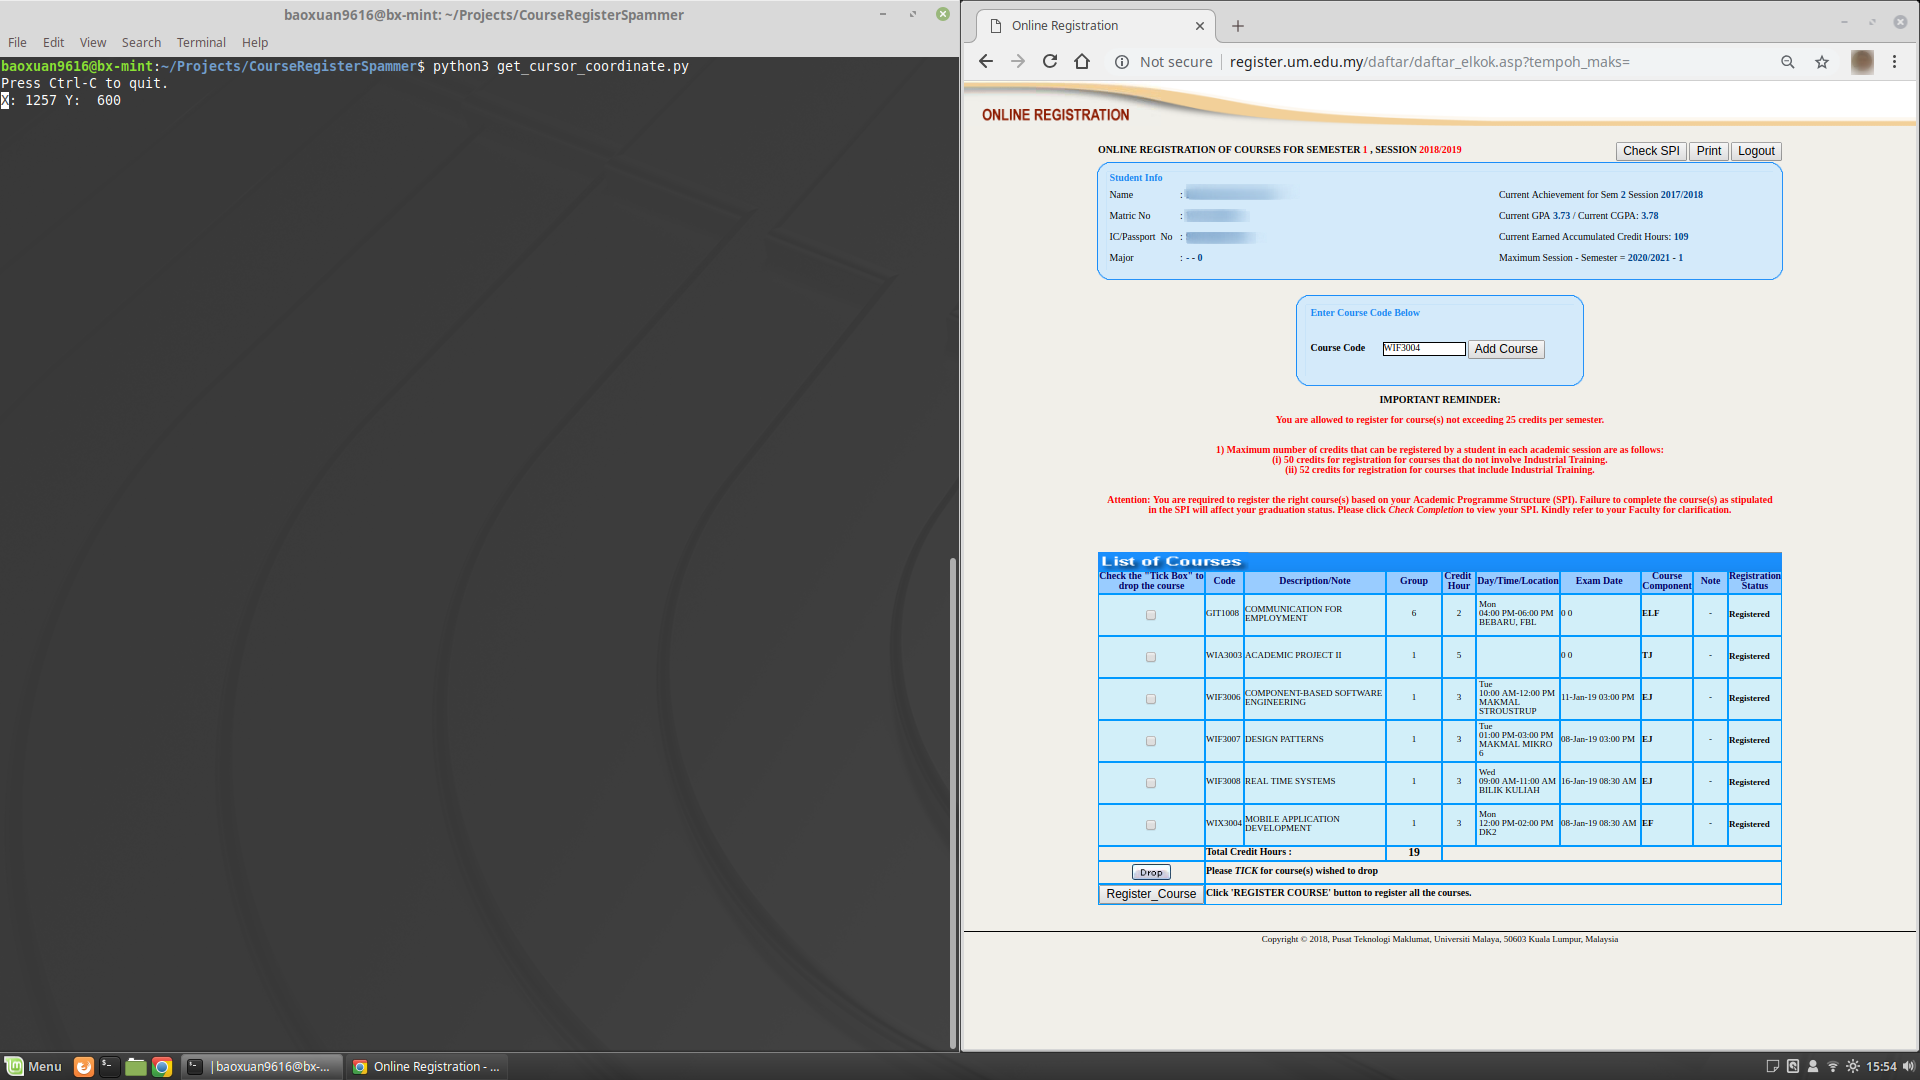 baoxuan9616@bx-mint: ~/Projects/CourseRegisterSpammer
File Edit View Search Terminal Help
baoxuan9616@bx-mint:~/Projects/CourseRegisterSpammer$ python3 get_cursor_coordinate.py
Press Ctrl-C to quit.
X: 1257 Y:  600
Online Registration
Not secure register.um.edu.my/daftar/daftar_elkok.asp?tempoh_maks=
ONLINE REGISTRATION
ONLINE REGISTRATION OF COURSES FOR SEMESTER 1 , SESSION 2018/2019
Check SPI Print Logout
Student Info
Name : Current Achievement for Sem 2 Session 2017/2018
Matric No : Current GPA 3.73 / Current CGPA: 3.78
IC/Passport No : Current Earned Accumulated Credit Hours: 109
Major : - - 0 Maximum Session - Semester = 2020/2021 - 1
Enter Course Code Below
Course Code WIF3004 Add Course
IMPORTANT REMINDER:
You are allowed to register for course(s) not exceeding 25 credits per semester.
1) Maximum number of credits that can be registered by a student in each academic session are as follows:
(i) 50 credits for registration for courses that do not involve Industrial Training.
(ii) 52 credits for registration for courses that include Industrial Training.
Attention: You are required to register the right course(s) based on your Academic Programme Structure (SPI). Failure to complete the course(s) as stipulated
in the SPI will affect your graduation status. Please click Check Completion to view your SPI. Kindly refer to your Faculty for clarification.
List of Courses
Check the "Tick Box" to drop the course Code Description/Note Group Credit Hour Day/Time/Location Exam Date Course Component Note Registration Status
GIT1008 COMMUNICATION FOR EMPLOYMENT 6 2 Mon 04:00 PM-06:00 PM BEBARU, FBL 0 0 ELF - Registered
WIA3003 ACADEMIC PROJECT II 1 5 0 0 TJ - Registered
WIF3006 COMPONENT-BASED SOFTWARE ENGINEERING 1 3 Tue 10:00 AM-12:00 PM MAKMAL STROUSTRUP 11-Jan-19 03:00 PM EJ - Registered
WIF3007 DESIGN PATTERNS 1 3 Tue 01:00 PM-03:00 PM MAKMAL MIKRO 6 08-Jan-19 03:00 PM EJ - Registered
WIF3008 REAL TIME SYSTEMS 1 3 Wed 09:00 AM-11:00 AM BILIK KULIAH 16-Jan-19 08:30 AM EJ - Registered
WIX3004 MOBILE APPLICATION DEVELOPMENT 1 3 Mon 12:00 PM-02:00 PM DK2 08-Jan-19 08:30 AM EF - Registered
Total Credit Hours : 19
Drop Please TICK for course(s) wished to drop
Register_Course Click 'REGISTER COURSE' button to register all the courses.
Copyright © 2018, Pusat Teknologi Maklumat, Universiti Malaya, 50603 Kuala Lumpur, Malaysia
Menu |baoxuan9616@bx-... Online Registration - ... 15:54